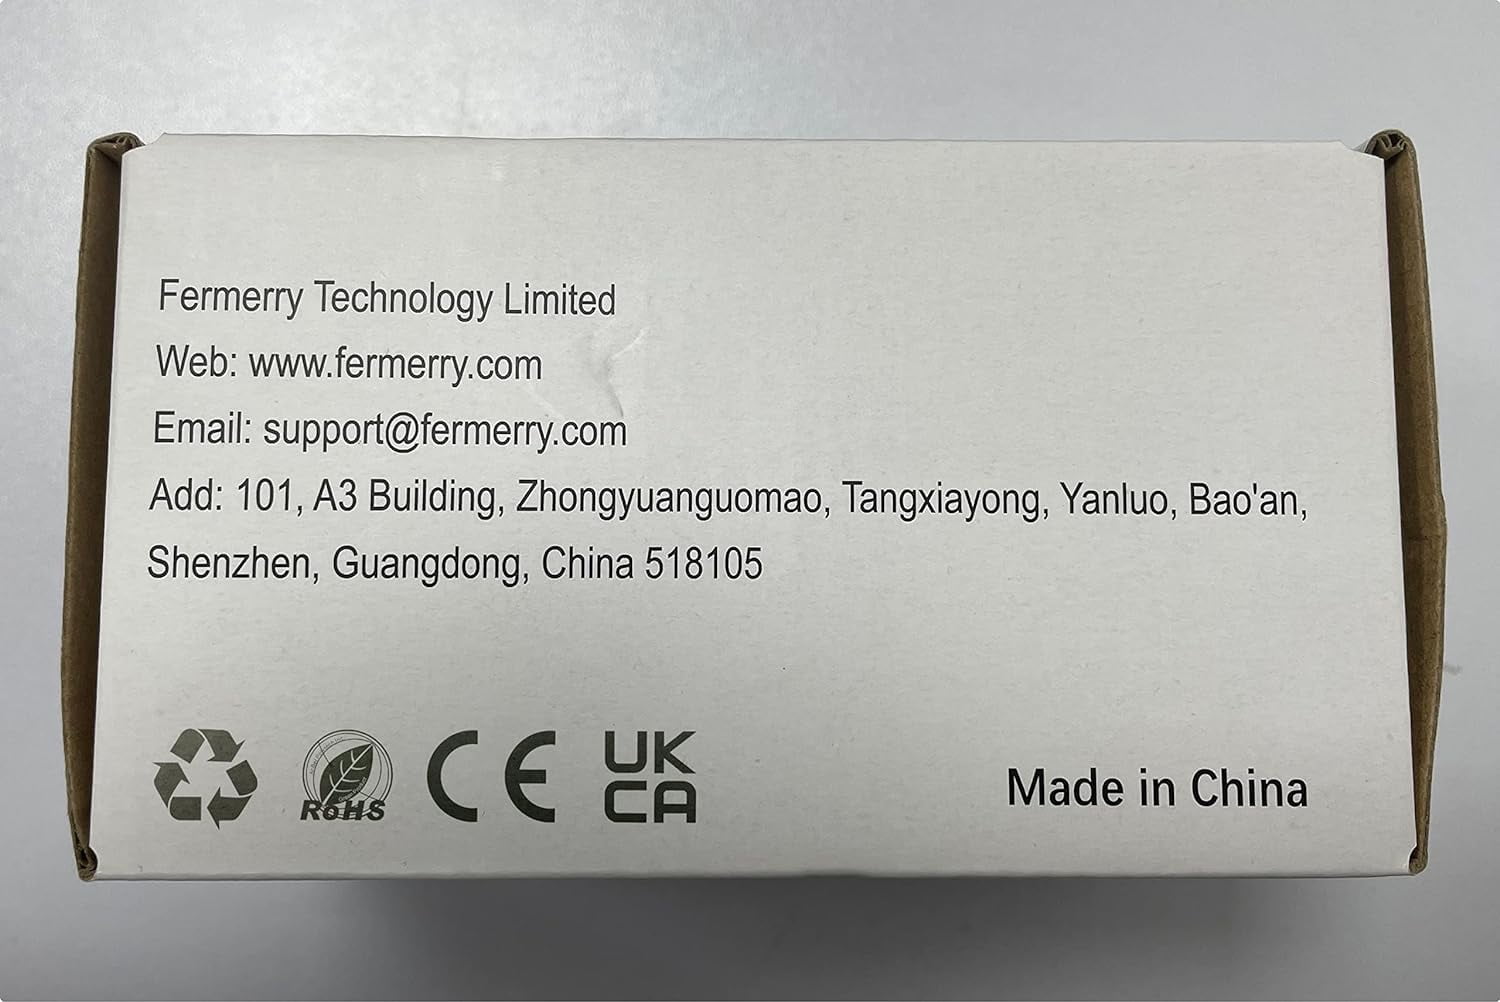 Fermerry Technology Limited
Web: www.fermerry.com
Email: support@fermerry.com
Add: 101, A3 Building, Zhongyuanguomao, Tangxiayong, Yanluo, Bao'an,
Shenzhen, Guangdong, China 518105
RoHS
CE
UK
CA
Made in China